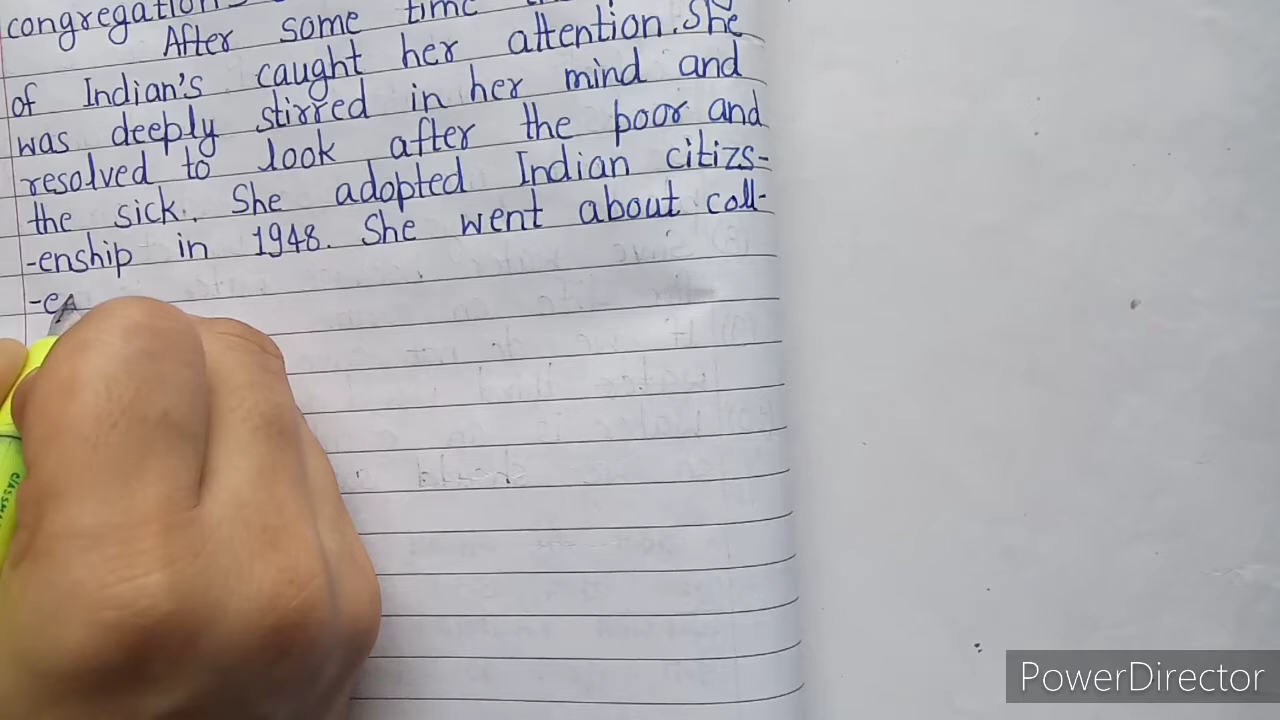 congregation
After some time
of Indian's caught her attention. She
was deeply stirred in her mind and
resolved to look after the poor and
the sick. She adopted Indian citizs-
-enship in 1948. She went about coll-
-e
CLASSM
PowerDirector